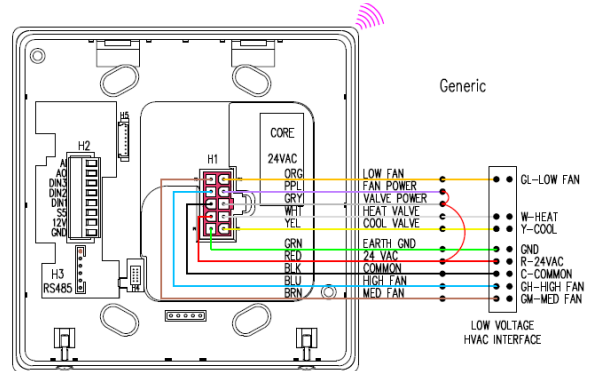 Generic
H5
H2
AI
AO
DIN3
DIN2
DIN1
S5
12V
GND
H3
RS485
H4
CORE
24VAC
H1
ORG LOW FAN GL-LOW FAN
PPL FAN POWER
GRY VALVE POWER
WHT HEAT VALVE W-HEAT
YEL COOL VALVE Y-COOL
GRN EARTH GND GND
RED 24 VAC R-24VAC
BLK COMMON C-COMMON
BLU HIGH FAN GH-HIGH FAN
BRN MED FAN GM-MED FAN
LOW VOLTAGE
HVAC INTERFACE